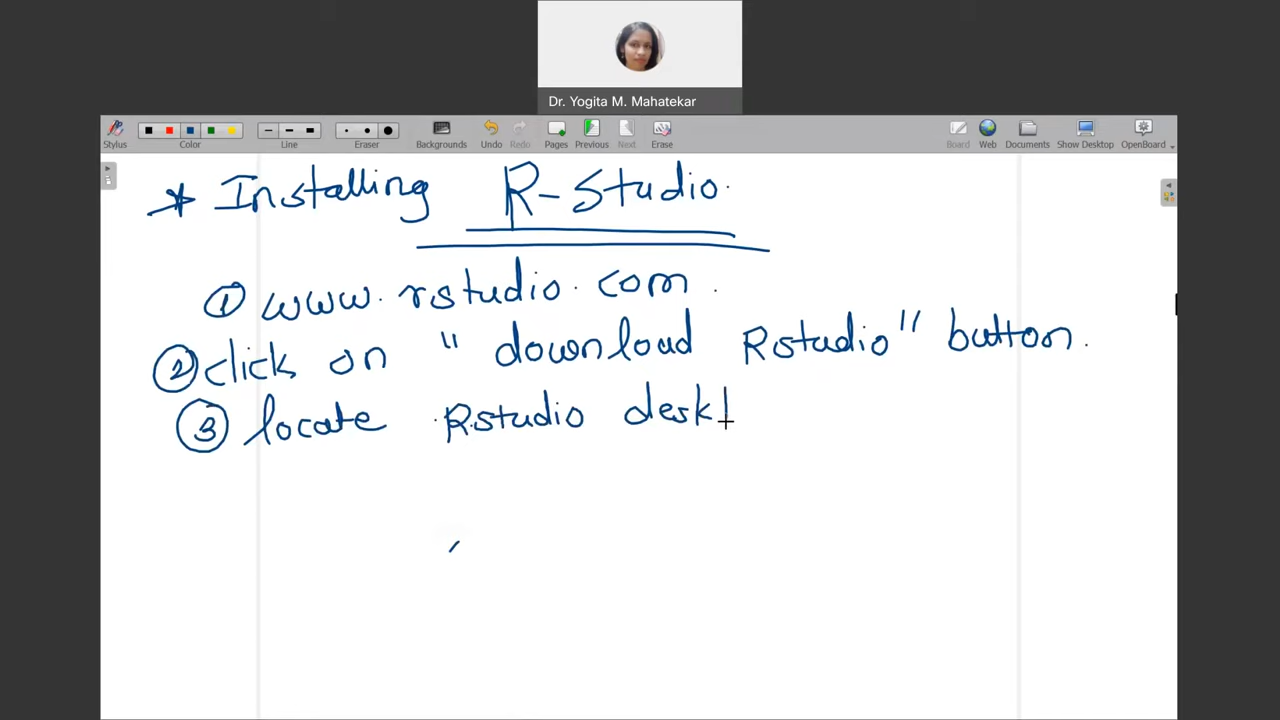 Dr. Yogita M. Mahatekar
Stylus Color Line Eraser Backgrounds Undo Redo Pages Previous Next Erase Board Web Documents Show Desktop OpenBoard
* Installing R-Studio.
① www.rstudio.com.
② click on "download Rstudio" button.
③ locate Rstudio desk